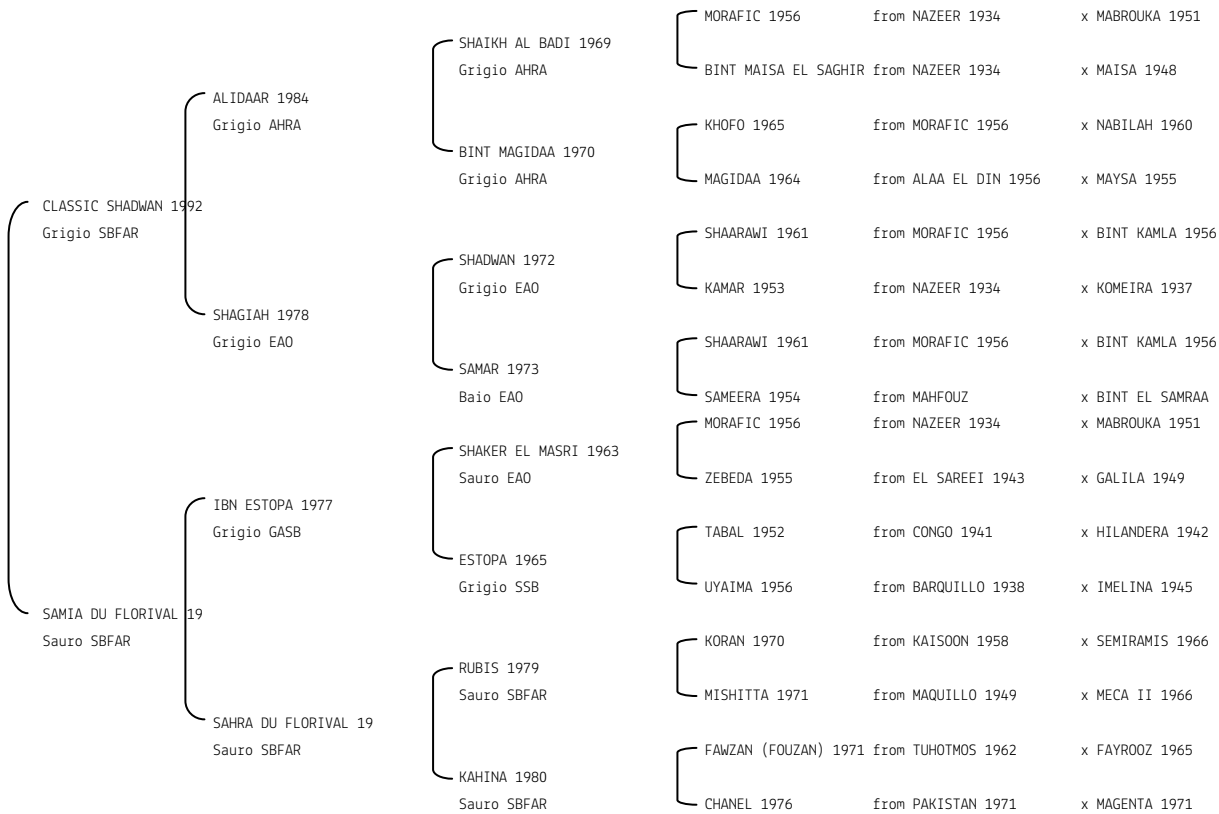 MORAFIC 1956 from NAZEER 1934 x MABROUKA 1951
SHAIKH AL BADI 1969
Grigio AHRA
BINT MAISA EL SAGHIR from NAZEER 1934 x MAISA 1948
ALIDAAR 1984
Grigio AHRA
KHOFO 1965 from MORAFIC 1956 x NABILAH 1960
BINT MAGIDAA 1970
Grigio AHRA
MAGIDAA 1964 from ALAA EL DIN 1956 x MAYSA 1955
CLASSIC SHADWAN 1992
Grigio SBFAR
SHAARAWI 1961 from MORAFIC 1956 x BINT KAMLA 1956
SHADWAN 1972
Grigio EAO
KAMAR 1953 from NAZEER 1934 x KOMEIRA 1937
SHAGIAH 1978
Grigio EAO
SHAARAWI 1961 from MORAFIC 1956 x BINT KAMLA 1956
SAMAR 1973
Baio EAO
SAMEERA 1954 from MAHFOUZ x BINT EL SAMRAA
MORAFIC 1956 from NAZEER 1934 x MABROUKA 1951
SHAKER EL MASRI 1963
Sauro EAO
ZEBEDA 1955 from EL SAREEI 1943 x GALILA 1949
IBN ESTOPA 1977
Grigio GASB
TABAL 1952 from CONGO 1941 x HILANDERA 1942
ESTOPA 1965
Grigio SSB
UYAIMA 1956 from BARQUILLO 1938 x IMELINA 1945
SAMIA DU FLORIVAL 19
Sauro SBFAR
KORAN 1970 from KAISOON 1958 x SEMIRAMIS 1966
RUBIS 1979
Sauro SBFAR
MISHITTA 1971 from MAQUILLO 1949 x MECA II 1966
SAHRA DU FLORIVAL 19
Sauro SBFAR
FAWZAN (FOUZAN) 1971 from TUHOTMOS 1962 x FAYROOZ 1965
KAHINA 1980
Sauro SBFAR
CHANEL 1976 from PAKISTAN 1971 x MAGENTA 1971